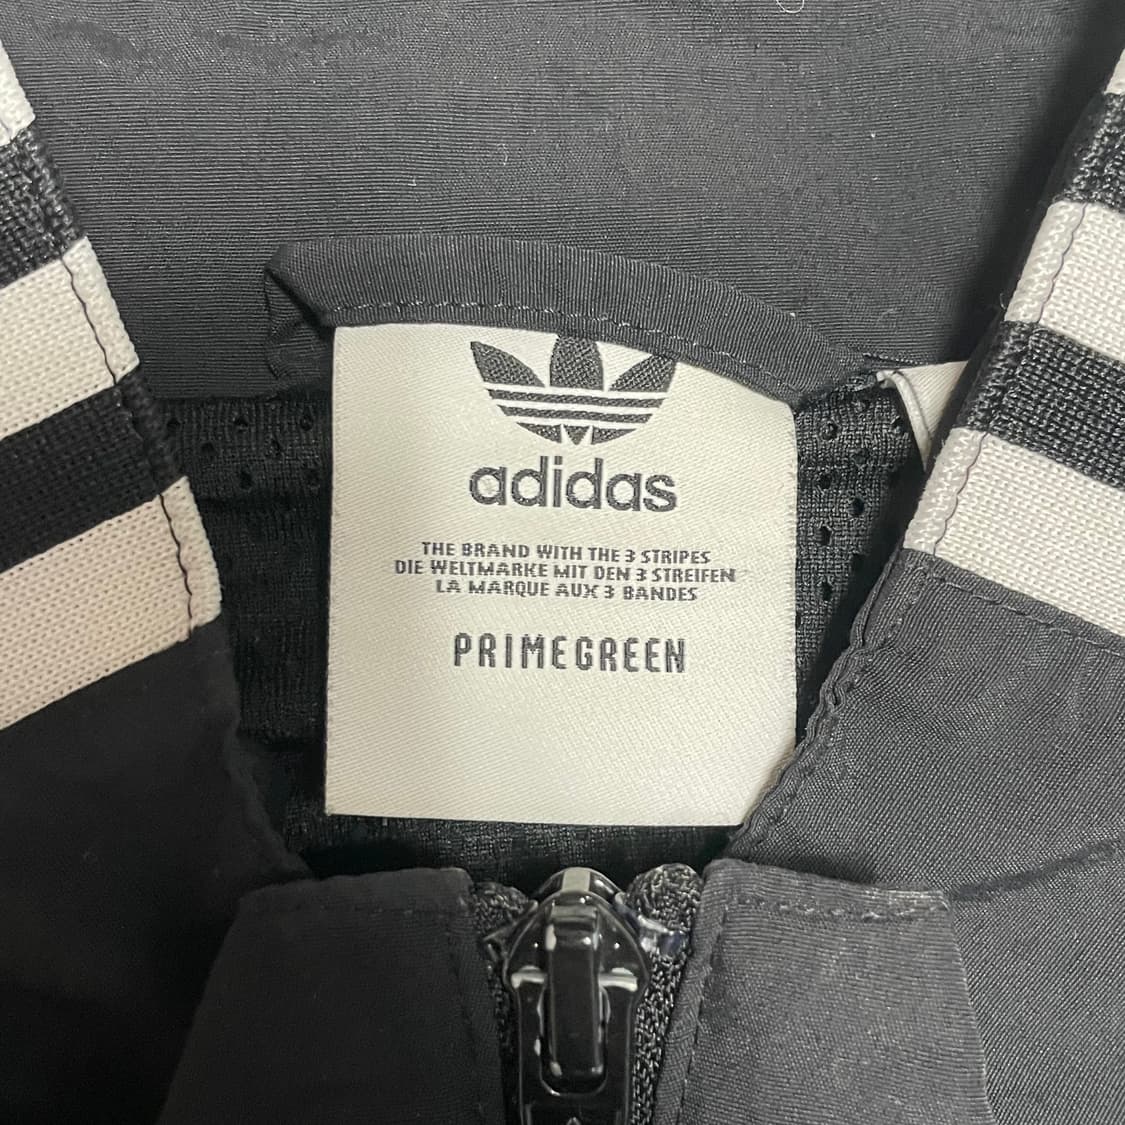 adidas
THE BRAND WITH THE 3 STRIPES
DIE WELTMARKE MIT DEN 3 STREIFEN
LA MARQUE AUX 3 BANDES
PRIMEGREEN